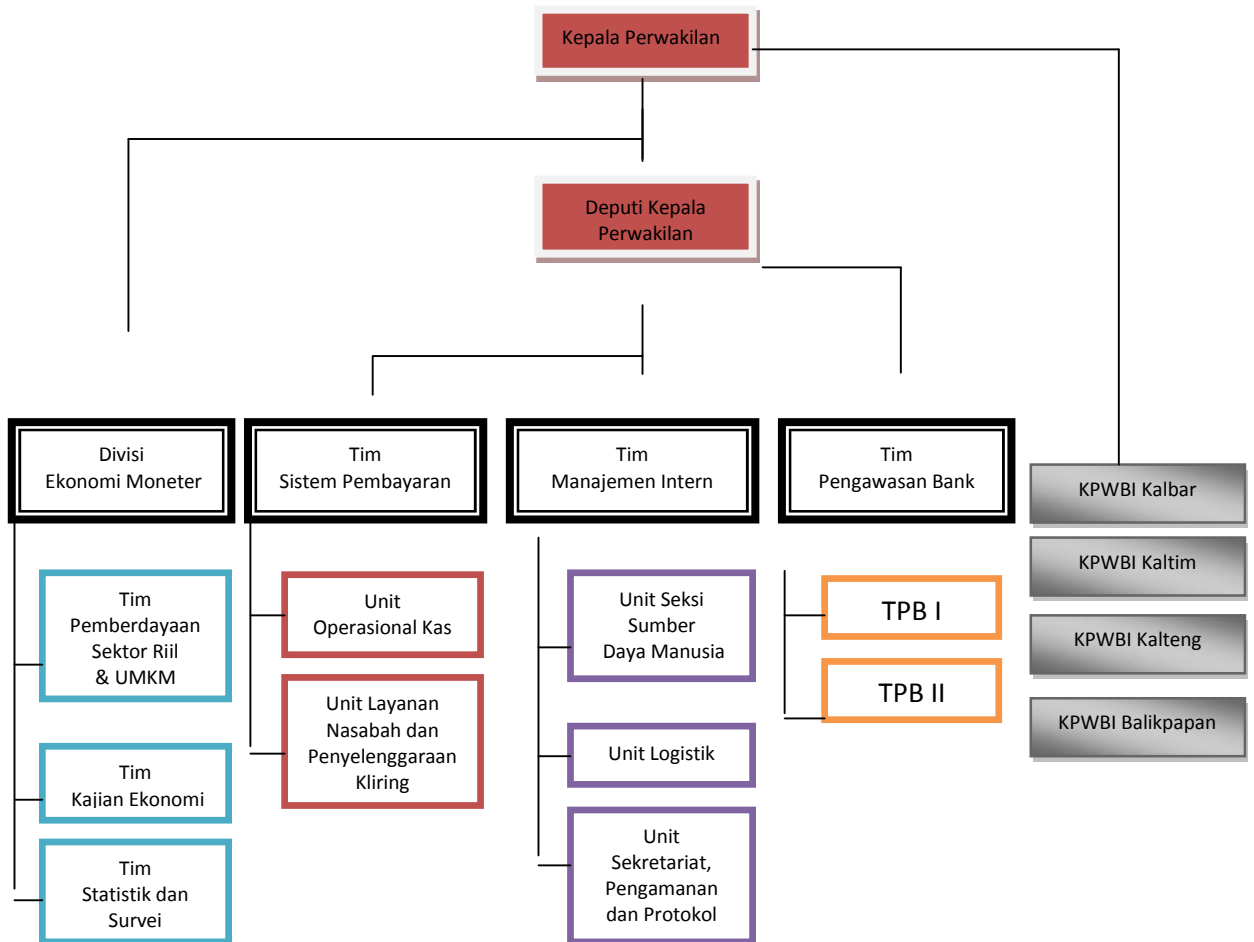 Kepala Perwakilan
Deputi Kepala
Perwakilan
Divisi
Ekonomi Moneter
Tim
Sistem Pembayaran
Tim
Manajemen Intern
Tim
Pengawasan Bank
KPWBI Kalbar
KPWBI Kaltim
KPWBI Kalteng
KPWBI Balikpapan
Tim
Pemberdayaan
Sektor Riil
& UMKM
Tim
Kajian Ekonomi
Tim
Statistik dan
Survei
Unit
Operasional Kas
Unit Layanan
Nasabah dan
Penyelenggaraan
Kliring
Unit Seksi
Sumber
Daya Manusia
Unit Logistik
Unit
Sekretariat,
Pengamanan
dan Protokol
TPB I
TPB II